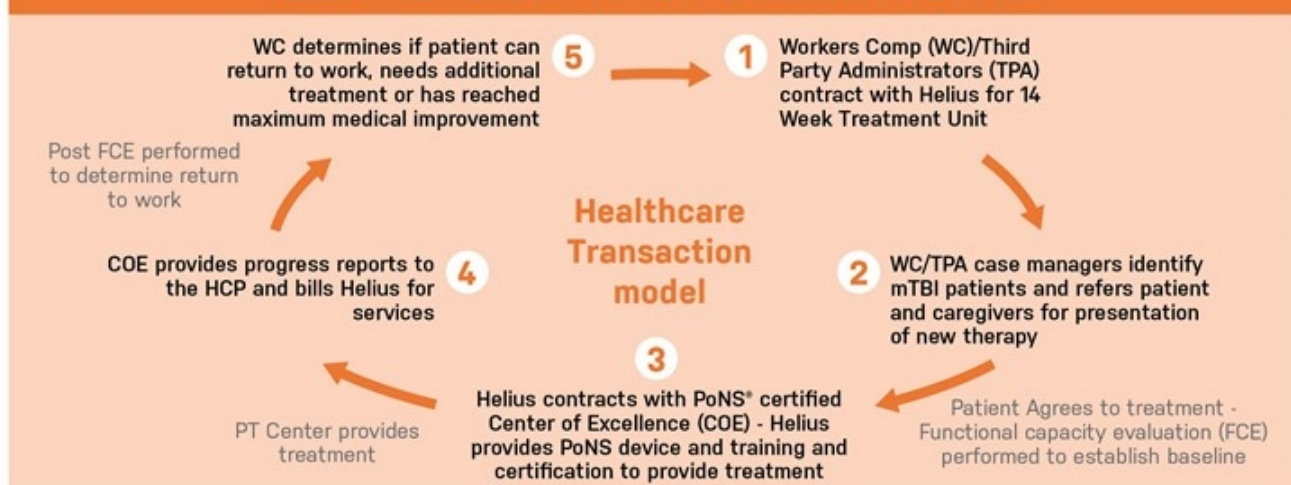 1
Workers Comp (WC)/Third
Party Administrators (TPA)
contract with Helius for 14
Week Treatment Unit
2
WC/TPA case managers identify
mTBI patients and refers patient
and caregivers for presentation
of new therapy
Patient Agrees to treatment -
Functional capacity evaluation (FCE)
performed to establish baseline
3
Helius contracts with PoNS® certified
Center of Excellence (COE) - Helius
provides PoNS device and training and
certification to provide treatment
PT Center provides
treatment
4
COE provides progress reports to
the HCP and bills Helius for
services
Post FCE performed
to determine return
to work
5
WC determines if patient can
return to work, needs additional
treatment or has reached
maximum medical improvement
Healthcare
Transaction
model